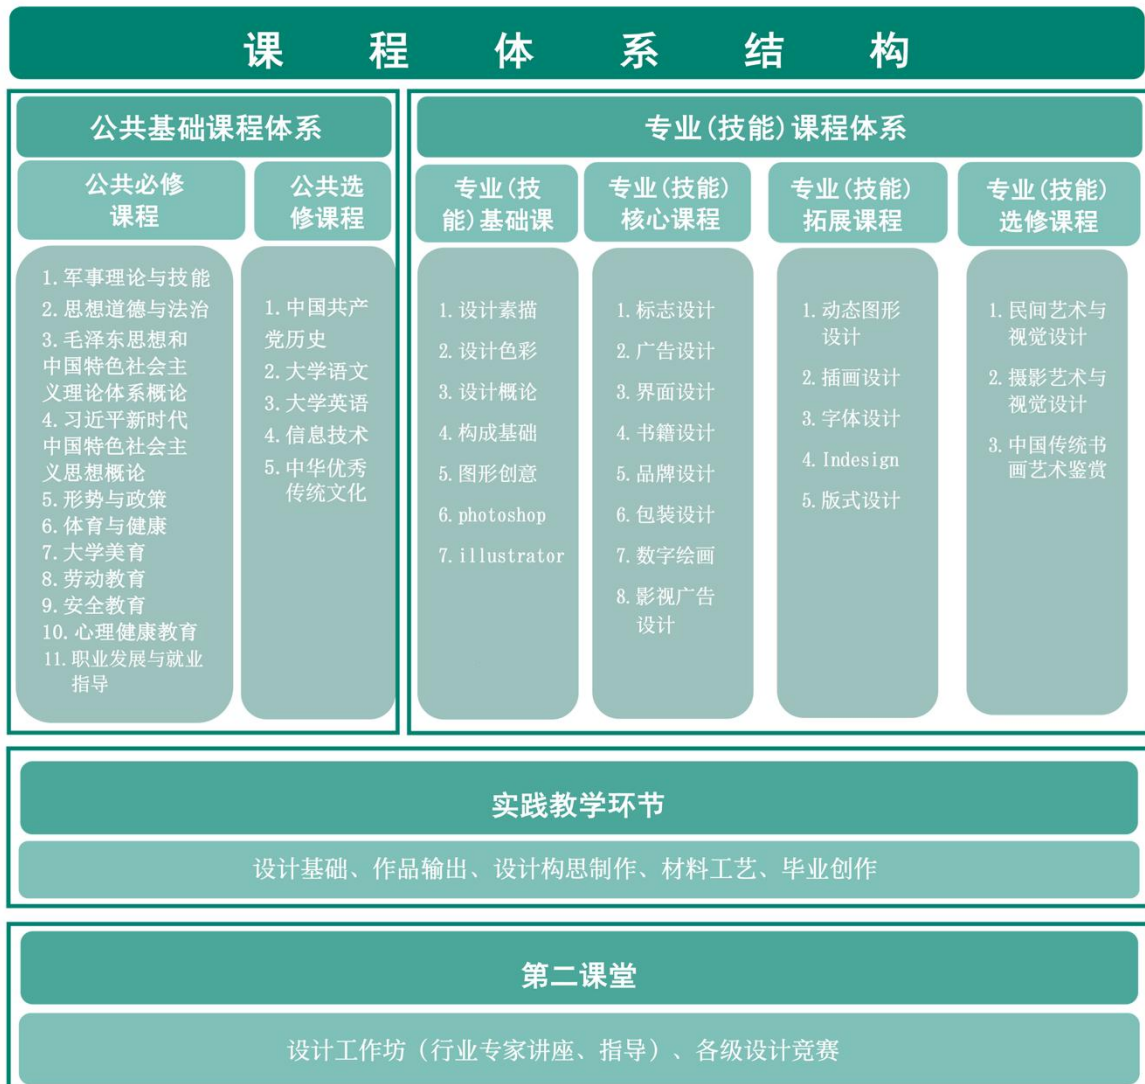 课程体系结构
公共基础课程体系
公共必修
课程
1.军事理论与技能
2.思想道德与法治
3.毛泽东思想和
中国特色社会主
义理论体系概论
4.习近平新时代
中国特色社会主
义思想概论
5.形势与政策
6.体育与健康
7.大学美育
8.劳动教育
9.安全教育
10.心理健康教育
11.职业发展与就业
指导
公共选
修课程
1.中国共产
党历史
2.大学语文
3.大学英语
4.信息技术
5.中华优秀
传统文化
专业(技能)课程体系
专业(技
能)基础课
1.设计素描
2.设计色彩
3.设计概论
4.构成基础
5.图形创意
6.photoshop
7.illustrator
专业(技能)
核心课程
1.标志设计
2.广告设计
3.界面设计
4.书籍设计
5.品牌设计
6.包装设计
7.数字绘画
8.影视广告
设计
专业(技能)
拓展课程
1.动态图形
设计
2.插画设计
3.字体设计
4.Indesign
5.版式设计
专业(技能)
选修课程
1.民间艺术与
视觉设计
2.摄影艺术与
视觉设计
3.中国传统书
画艺术鉴赏
实践教学环节
设计基础、作品输出、设计构思制作、材料工艺、毕业创作
第二课堂
设计工作坊（行业专家讲座、指导）、各级设计竞赛